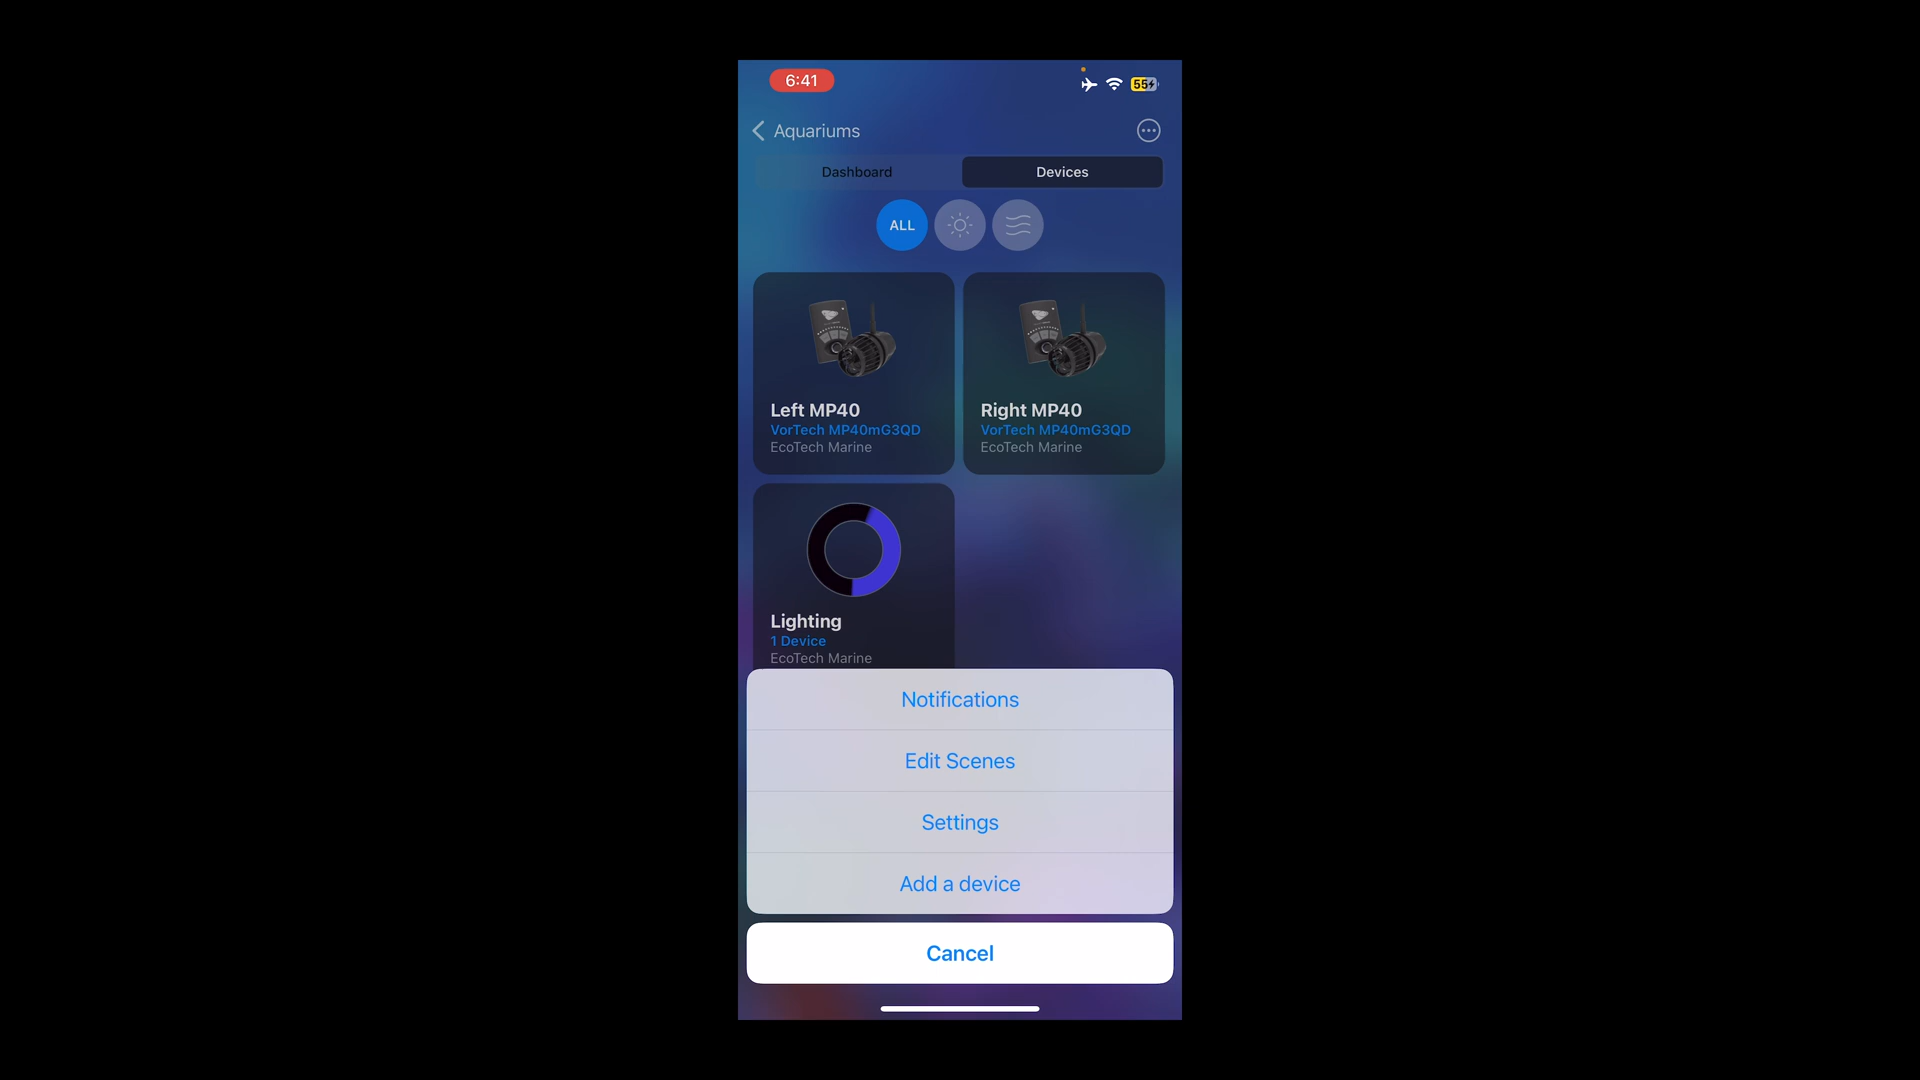 6:41
55
Aquariums
Dashboard
Devices
ALL
Left MP40
VorTech MP40mG3QD
EcoTech Marine
Right MP40
VorTech MP40mG3QD
EcoTech Marine
Lighting
1 Device
EcoTech Marine
Notifications
Edit Scenes
Settings
Add a device
Cancel